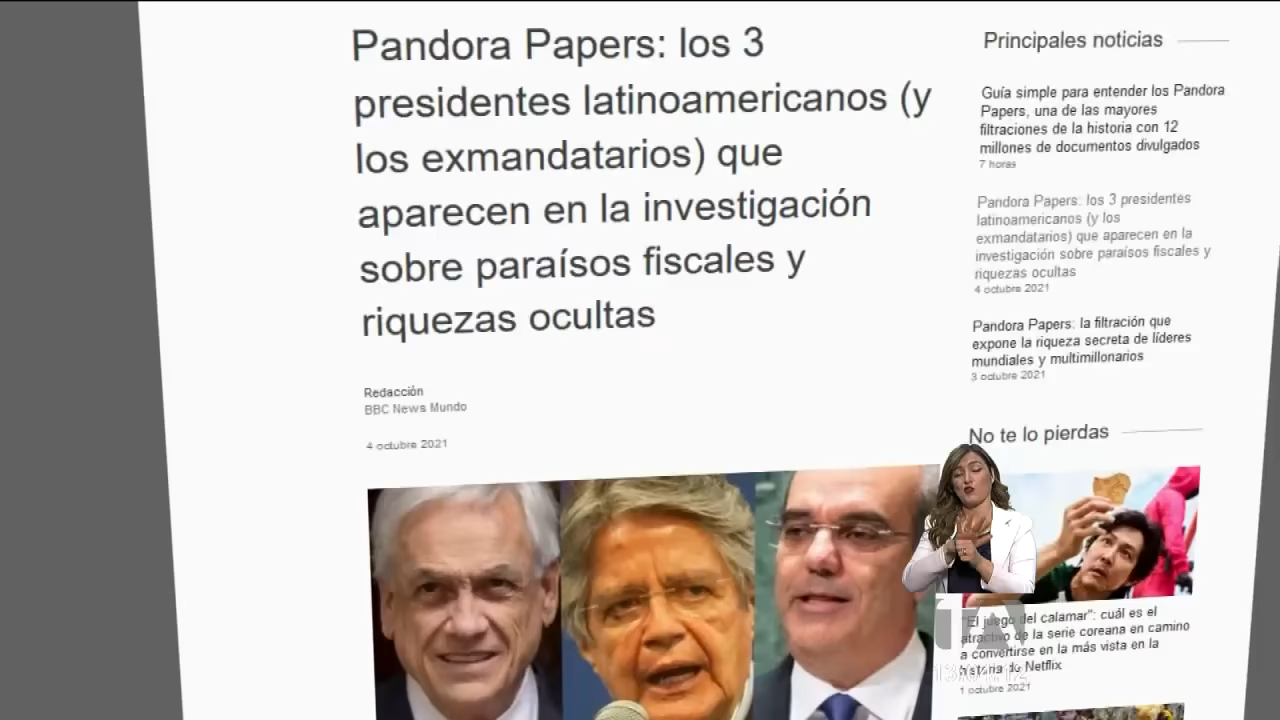 Pandora Papers: los 3
presidentes latinoamericanos (y
los exmandatarios) que
aparecen en la investigación
sobre paraísos fiscales y
riquezas ocultas
Redacción
BBC News Mundo
4 octubre 2021
Principales noticias
Guía simple para entender los Pandora
Papers, una de las mayores
filtraciones de la historia con 12
millones de documentos divulgados
7 horas
Pandora Papers: los 3 presidentes
latinoamericanos (y los
exmandatarios) que aparecen en la
investigación sobre paraísos fiscales y
riquezas ocultas
4 octubre 2021
Pandora Papers: la filtración que
expone la riqueza secreta de líderes
mundiales y multimillonarios
3 octubre 2021
No te lo pierdas
"El juego del calamar": cuál es el
atractivo de la serie coreana en camino
a convertirse en la más vista en la
historia de Netflix
1 octubre 2021